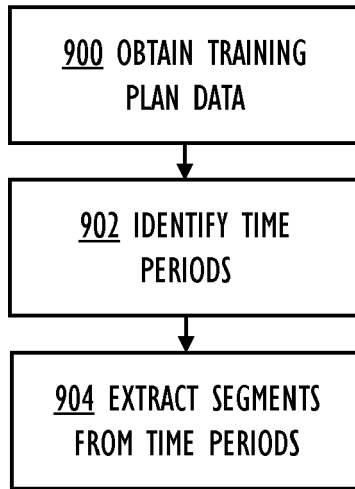 900 OBTAIN TRAINING
PLAN DATA
902 IDENTIFY TIME
PERIODS
904 EXTRACT SEGMENTS
FROM TIME PERIODS